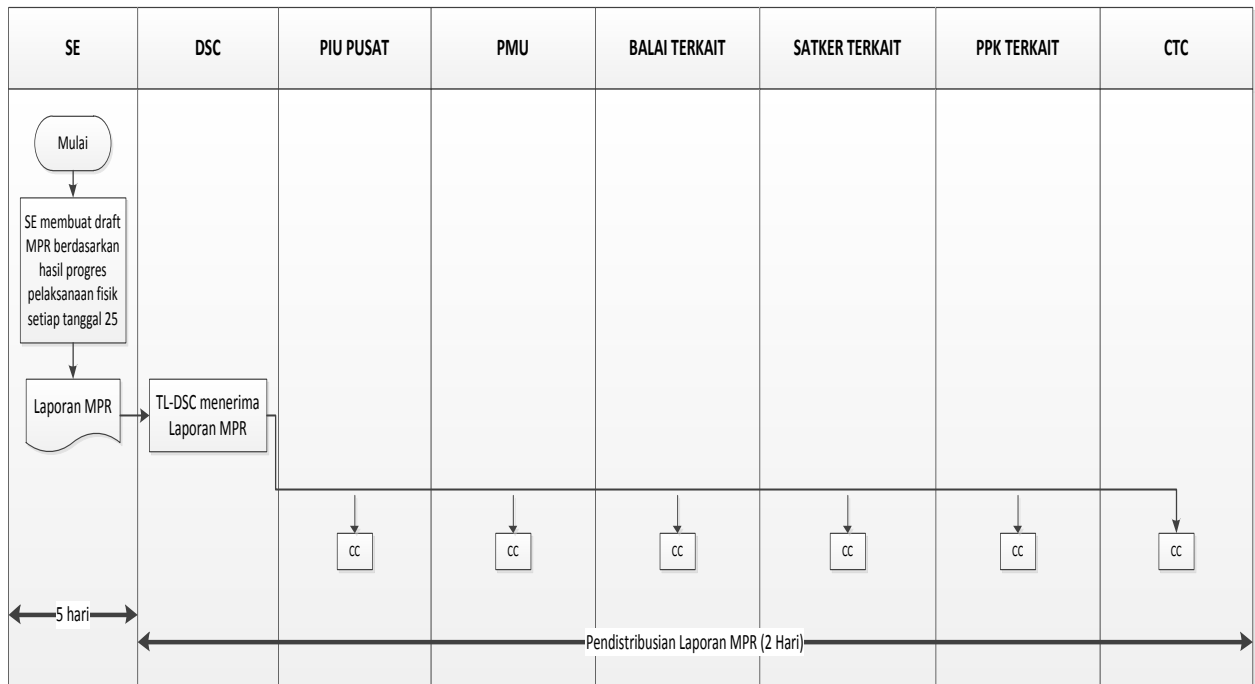 SE
DSC
PIU PUSAT
PMU
BALAI TERKAIT
SATKER TERKAIT
PPK TERKAIT
CTC
Mulai
SE membuat draft
MPR berdasarkan
hasil progres
pelaksanaan fisik
setiap tanggal 25
Laporan MPR
TL-DSC menerima
Laporan MPR
CC
CC
CC
CC
CC
CC
5 hari
Pendistribusian Laporan MPR (2 Hari)